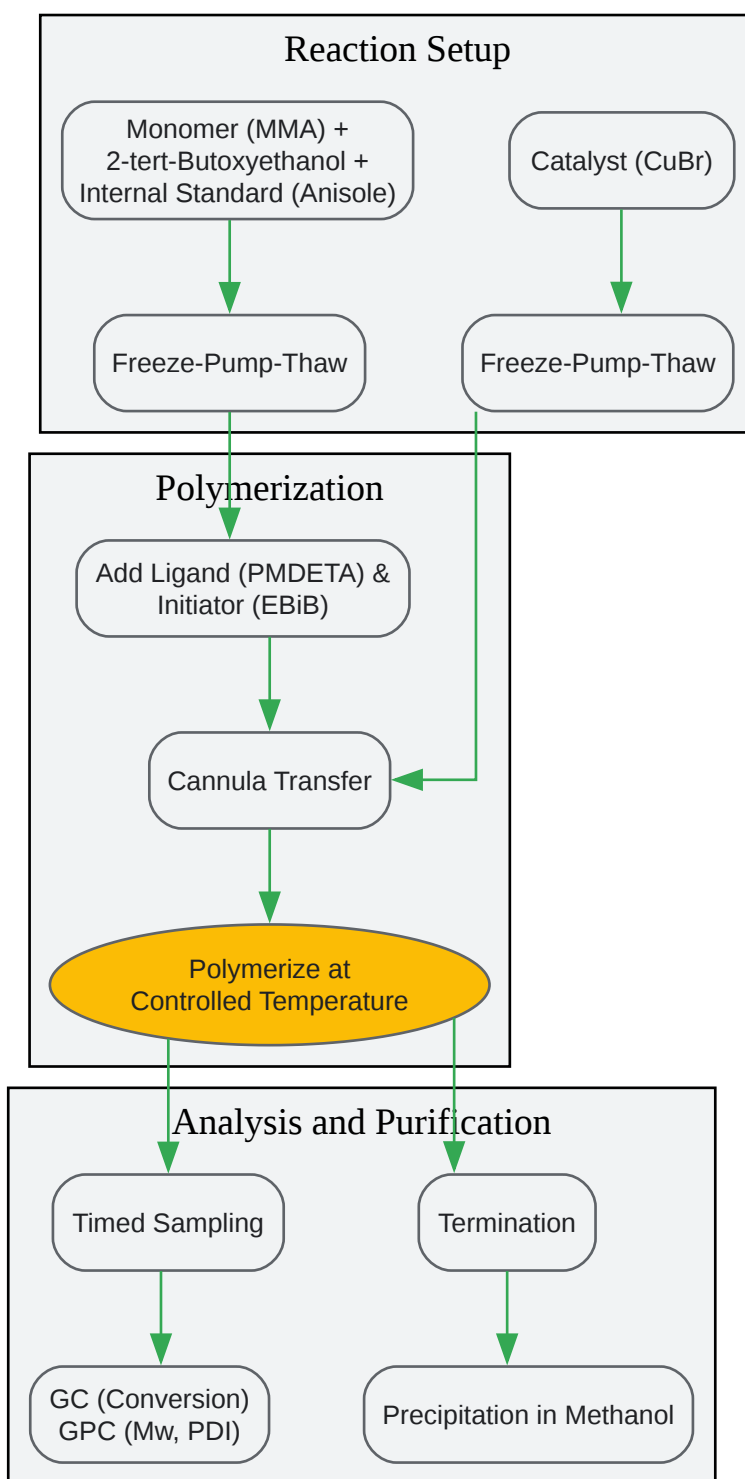 Reaction Setup
Monomer (MMA) +
2-tert-Butoxyethanol +
Internal Standard (Anisole)
Catalyst (CuBr)
Freeze-Pump-Thaw
Freeze-Pump-Thaw
Polymerization
Add Ligand (PMDETA) &
Initiator (EBiB)
Cannula Transfer
Polymerize at
Controlled Temperature
Analysis and Purification
Timed Sampling
Termination
GC (Conversion)
GPC (Mw, PDI)
Precipitation in Methanol